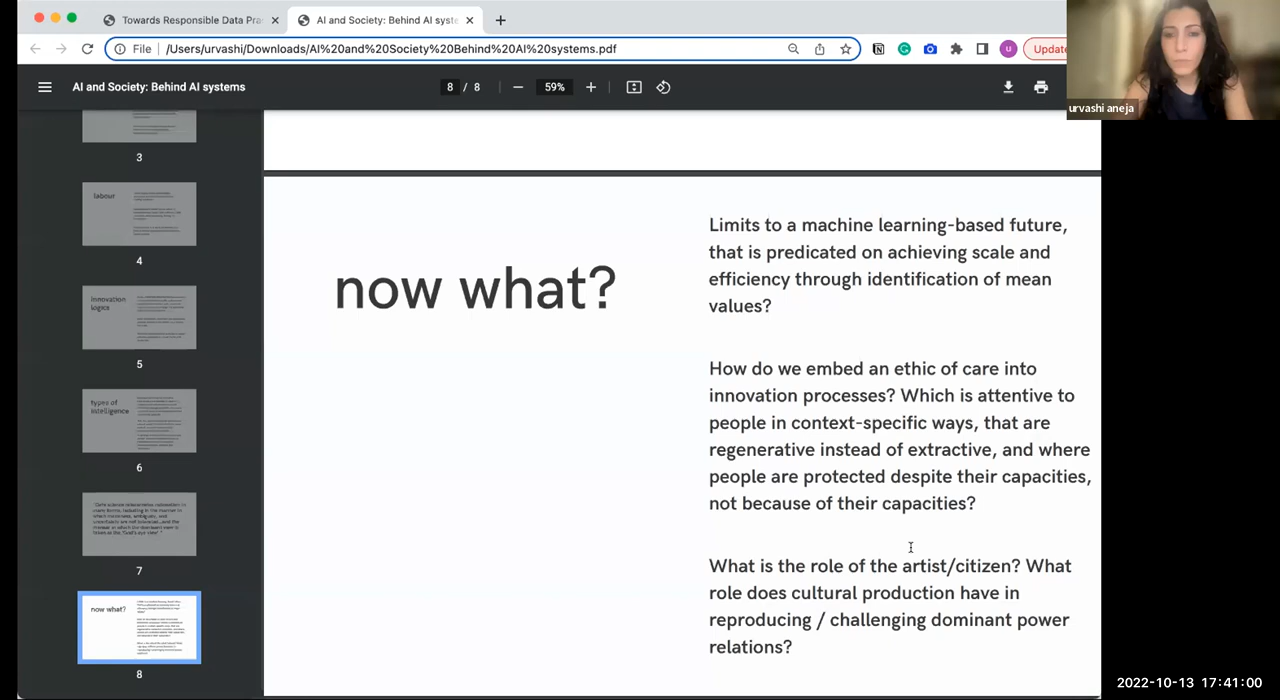 Towards Responsible Data Pra
AI and Society: Behind AI syste
File
/Users/urvashi/Downloads/AI%20and%20Society%20Behind%20AI%20systems.pdf
Update
AI and Society: Behind AI systems
8 / 8
59%
urvashi aneja
3
labour
4
innovation
logics
5
types of
intelligence
6
7
now what?
8
now what?
Limits to a machine learning-based future,
that is predicated on achieving scale and
efficiency through identification of mean
values?
How do we embed an ethic of care into
innovation processes? Which is attentive to
people in context-specific ways, that are
regenerative instead of extractive, and where
people are protected despite their capacities,
not because of their capacities?
What is the role of the artist/citizen? What
role does cultural production have in
reproducing / challenging dominant power
relations?
2022-10-13 17:41:00